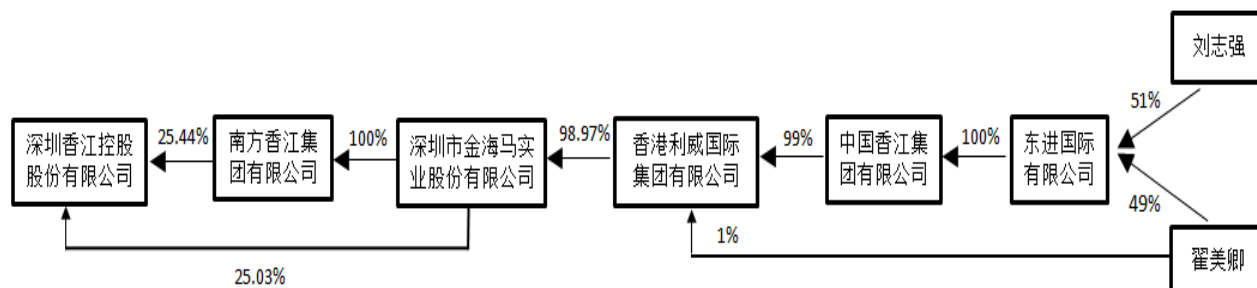 刘志强
51%
深圳香江控股
股份有限公司
25.44%
南方香江集
团有限公司
100%
深圳市金海马实
业股份有限公司
98.97%
香港利威国际
集团有限公司
99%
中国香江集
团有限公司
100%
东进国际
有限公司
49%
1%
翟美卿
25.03%